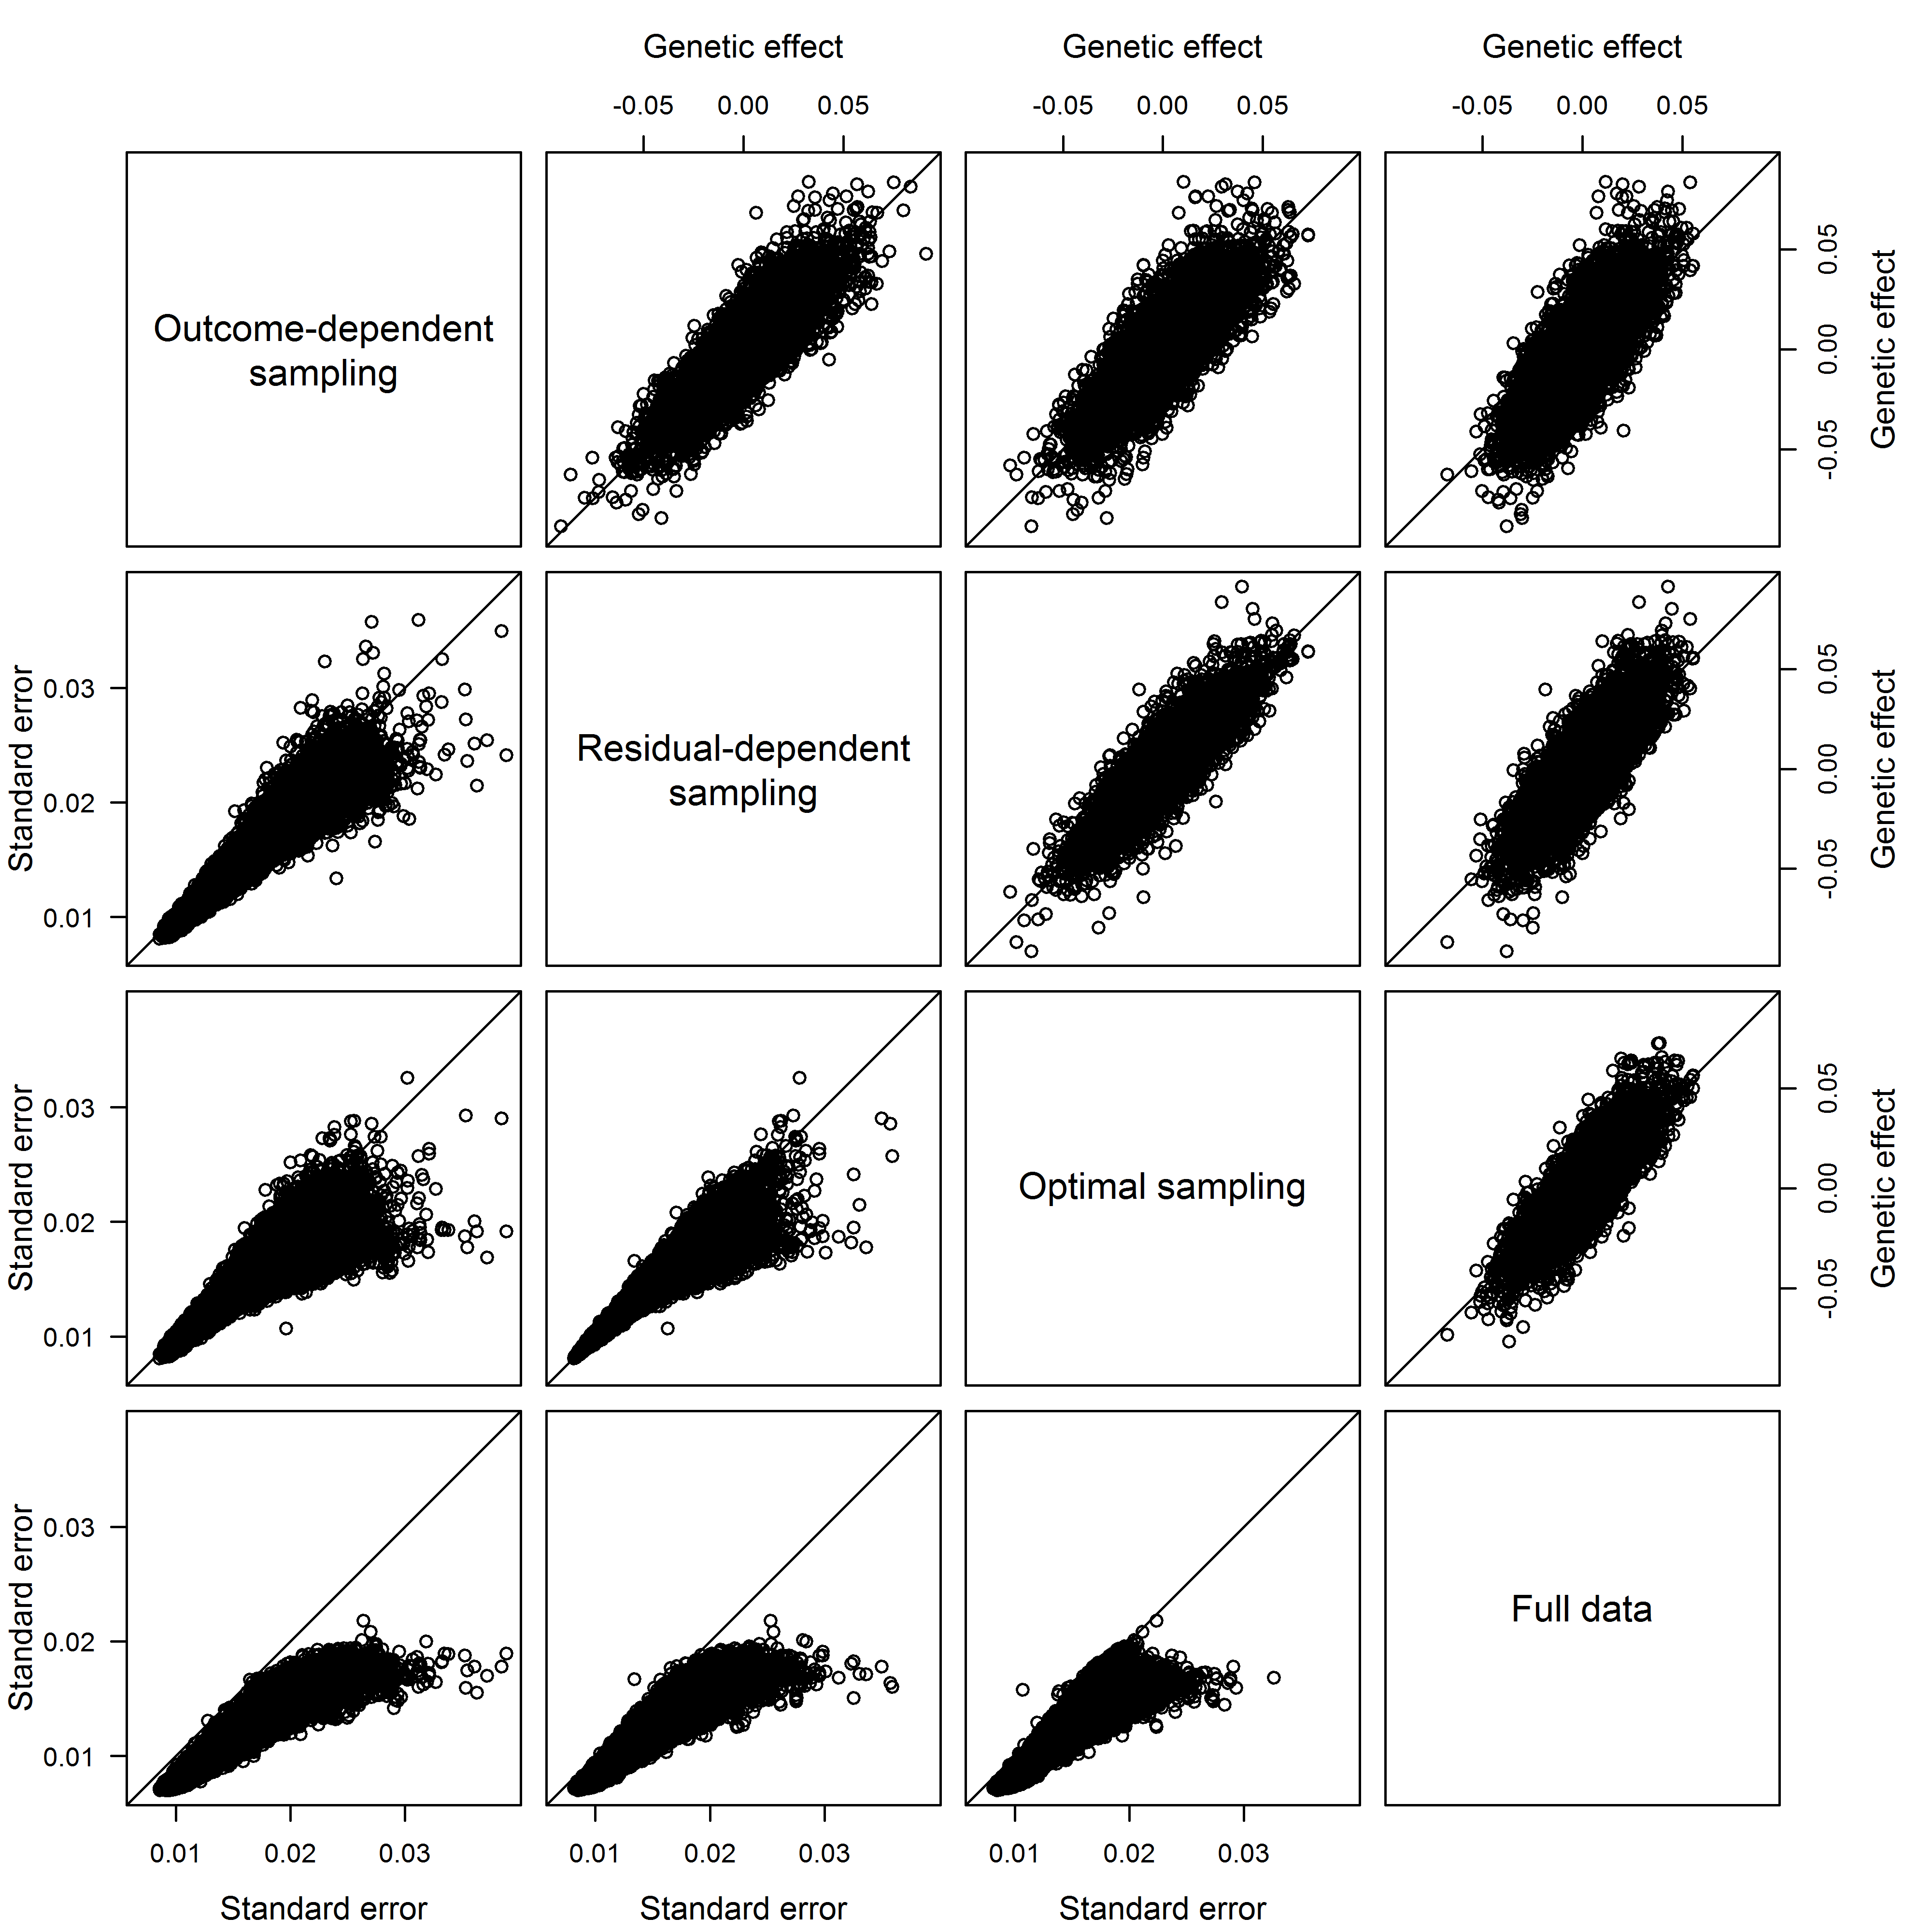 Genetic effect Genetic effect Genetic effect
-0.05 0.00 0.05 -0.05 0.00 0.05 -0.05 0.00 0.05
Outcome-dependent
sampling
0.05
0.00
-0.05
Genetic effect
Standard error
0.03
0.02
0.01
Residual-dependent
sampling
0.05
0.00
-0.05
Genetic effect
Standard error
0.03
0.02
0.01
Optimal sampling
0.05
0.00
-0.05
Genetic effect
Standard error
0.03
0.02
0.01
Full data
0.01 0.02 0.03 0.01 0.02 0.03 0.01 0.02 0.03
Standard error Standard error Standard error